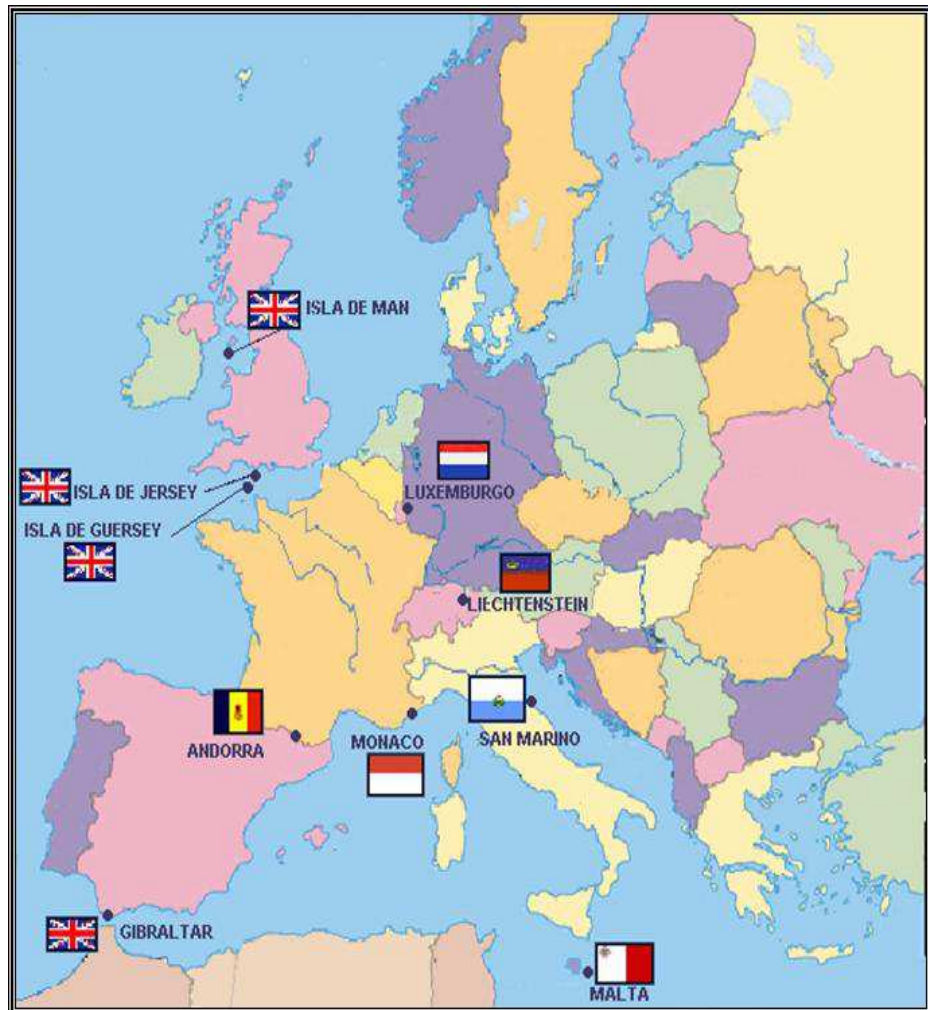 ISLA DE MAN
LUXEMBURGO
ISLA DE JERSEY
ISLA DE GUERSEY
LIECHTENSTEIN
ANDORRA
MONACO
SAN MARINO
GIBRALTAR
MALTA